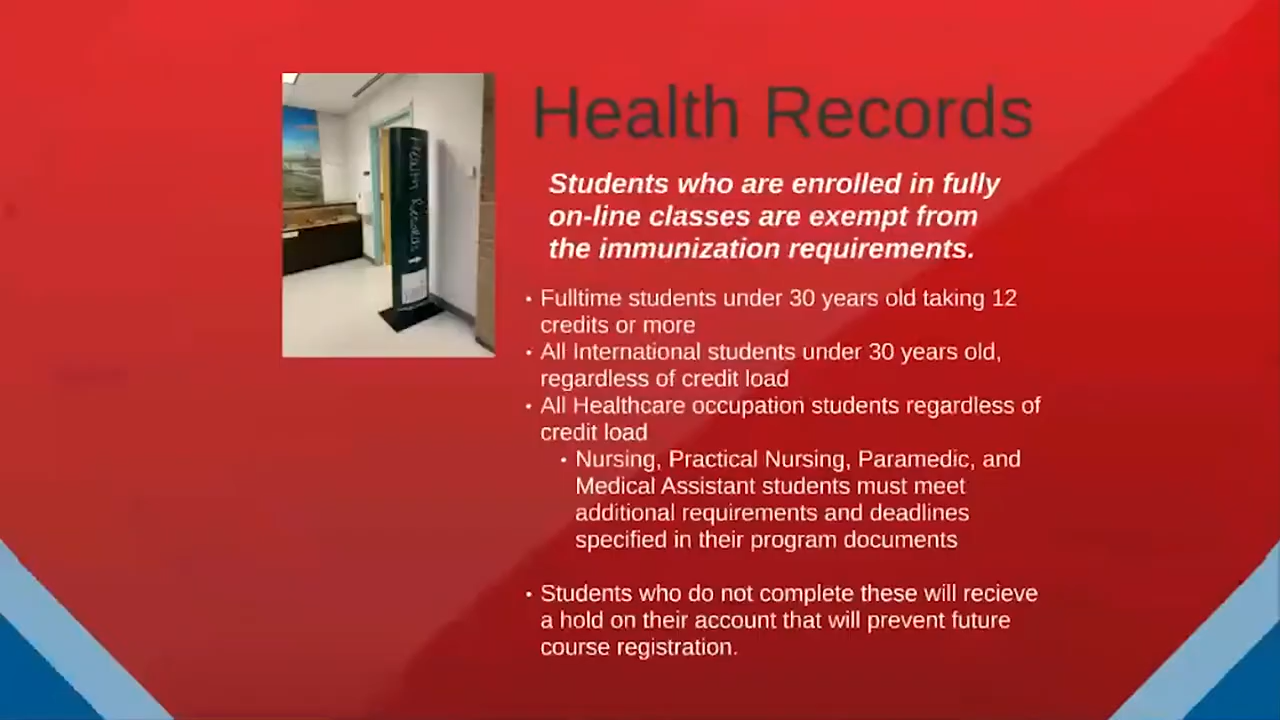 Health Records
Health Records
Students who are enrolled in fully
on-line classes are exempt from
the immunization requirements.
• Fulltime students under 30 years old taking 12
credits or more
• All International students under 30 years old,
regardless of credit load
• All Healthcare occupation students regardless of
credit load
• Nursing, Practical Nursing, Paramedic, and
Medical Assistant students must meet
additional requirements and deadlines
specified in their program documents
• Students who do not complete these will recieve
a hold on their account that will prevent future
course registration.